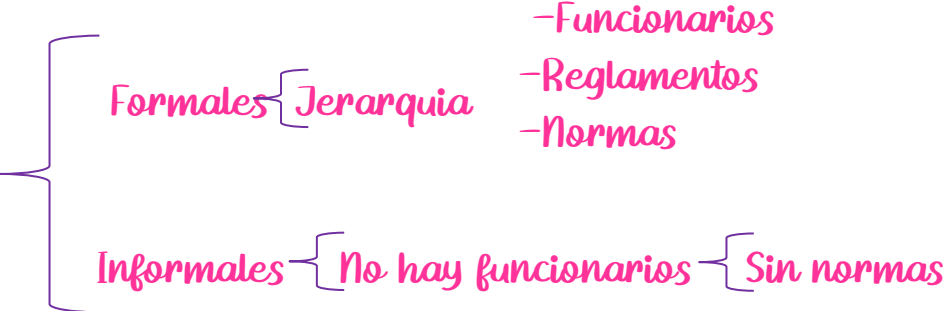 -Funcionarios
-Reglamentos
Formales Jerarquia
-Normas
Informales No hay funcionarios Sin normas